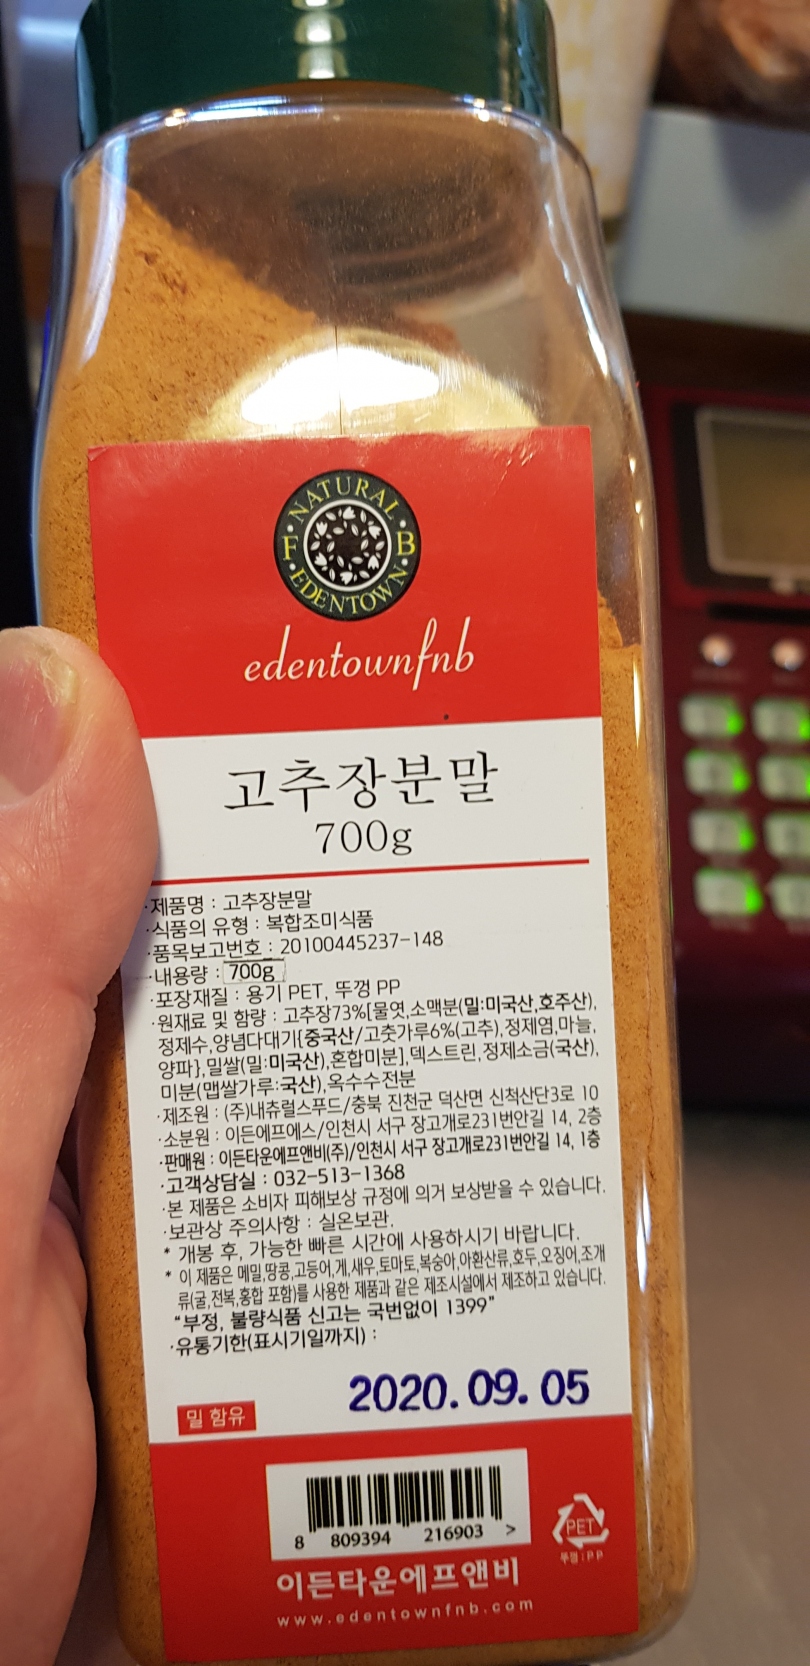 NATURAL
F B
EDENTOWN
edentownfnb
고추장분말
700g
·제품명 : 고추장분말
·식품의 유형 : 복합조미식품
·품목보고번호 : 20100445237-148
·내용량 : 700g
·포장재질 : 용기 PET, 뚜껑 PP
·원재료 및 함량 : 고추장73%[물엿,소맥분(밀:미국산,호주산),
정제수,양념다대기{중국산/고춧가루6%(고추),정제염,마늘,
양파},밀쌀(밀:미국산),혼합미분],덱스트린,정제소금(국산),
미분(맵쌀가루:국산),옥수수전분
·제조원 : (주)내츄럴스푸드/충북 진천군 덕산면 신척산단3로 10
·소분원 : 이든에프에스/인천시 서구 장고개로231번안길 14, 2층
·판매원 : 이든타운에프앤비(주)/인천시 서구 장고개로231번안길 14, 1층
·고객상담실 : 032-513-1368
·본 제품은 소비자 피해보상 규정에 의거 보상받을 수 있습니다.
·보관상 주의사항 : 실온보관.
* 개봉 후, 가능한 빠른 시간에 사용하시기 바랍니다.
* 이 제품은 메밀,땅콩,고등어,게,새우,토마토,복숭아,아환산류,호두,오징어,조개
류(굴,전복,홍합 포함)를 사용한 제품과 같은 제조시설에서 제조하고 있습니다.
"부정, 불량식품 신고는 국번없이 1399"
·유통기한(표시기일까지) :
2020.09.05
밀 함유
8 809394 216903 >
PET
뚜껑:PP
이든타운에프앤비
www.edentownfnb.com